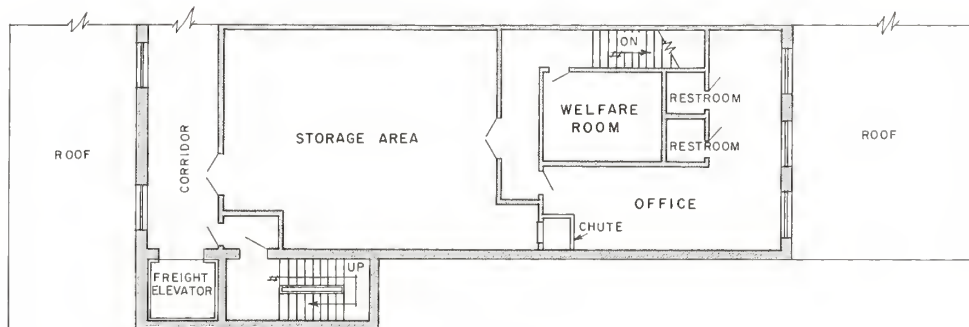 ON
RESTROOM
WELFARE
ROOM
STORAGE AREA
ROOF
ROOF
RESTROOM
CORRIDOR
OFFICE
CHUTE
UP
FREIGHT
ELEVATOR